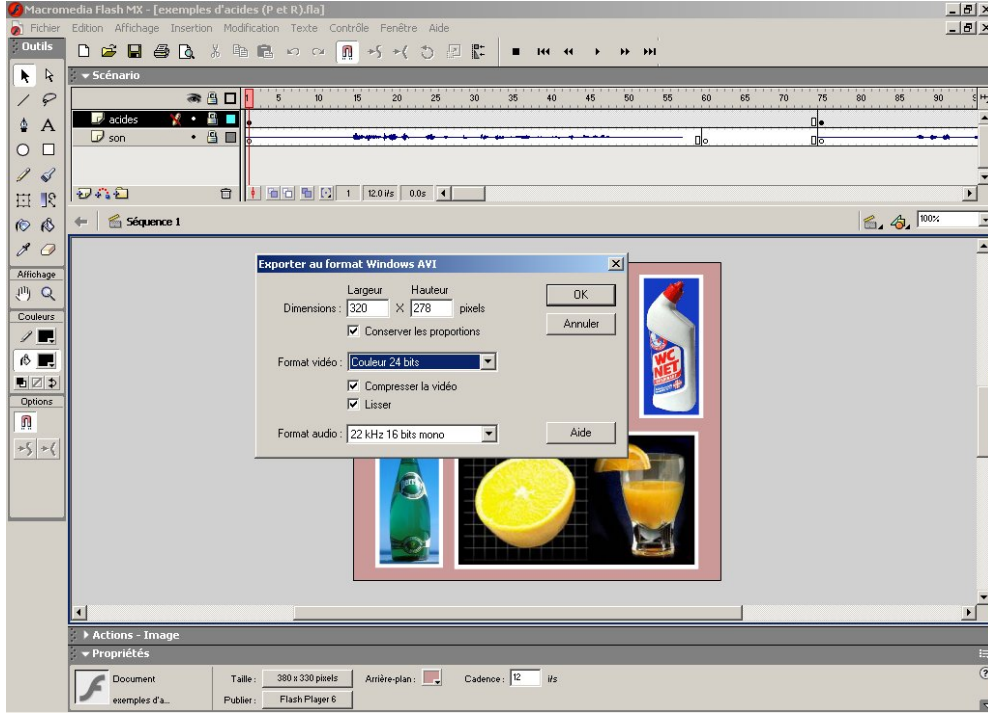 Macromedia Flash MX - [exemples d'acides (P et R).fla]
Fichier Edition Affichage Insertion Modification Texte Contrôle Fenêtre Aide
Outils
Scénario
1 5 10 15 20 25 30 35 40 45 50 55 60 65 70 75 80 85 90 9
acides
son
1 12.0 i/s 0.0s
Séquence 1
100%
Affichage
Couleurs
Options
Exporter au format Windows AVI
Largeur Hauteur
Dimensions : 320 X 278 pixels
OK
Conserver les proportions
Annuler
Format vidéo : Couleur 24 bits
Compresser la vidéo
Lisser
Format audio : 22 kHz 16 bits mono
Aide
WC
NET
Perrier
Actions - Image
Propriétés
Document
Taille : 380 x 330 pixels
Arrière-plan :
Cadence : 12 i/s
exemples d'a...
Publier : Flash Player 6